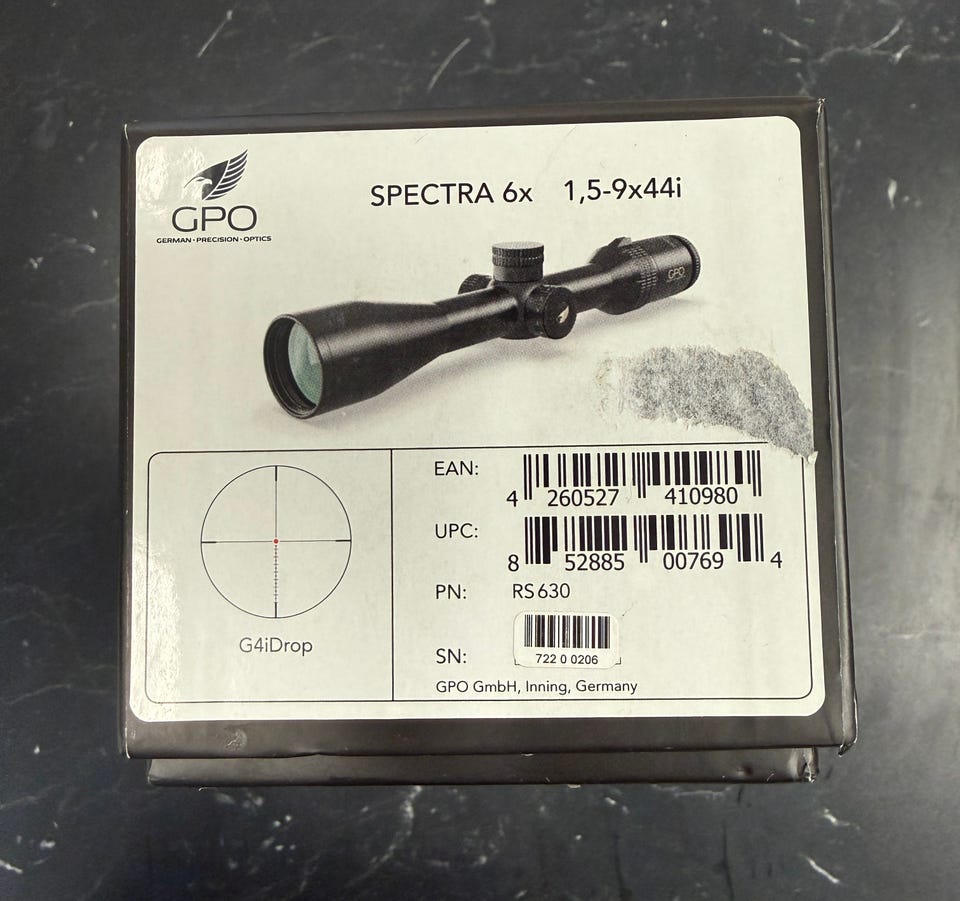 SPECTRA 6x 1,5-9x44i
GPO
GERMAN·PRECISION·OPTICS
GPO
EAN:
4 260527 410980
UPC:
8 52885 00769 4
PN: RS630
G4iDrop
SN:
722 0 0206
GPO GmbH, Inning, Germany